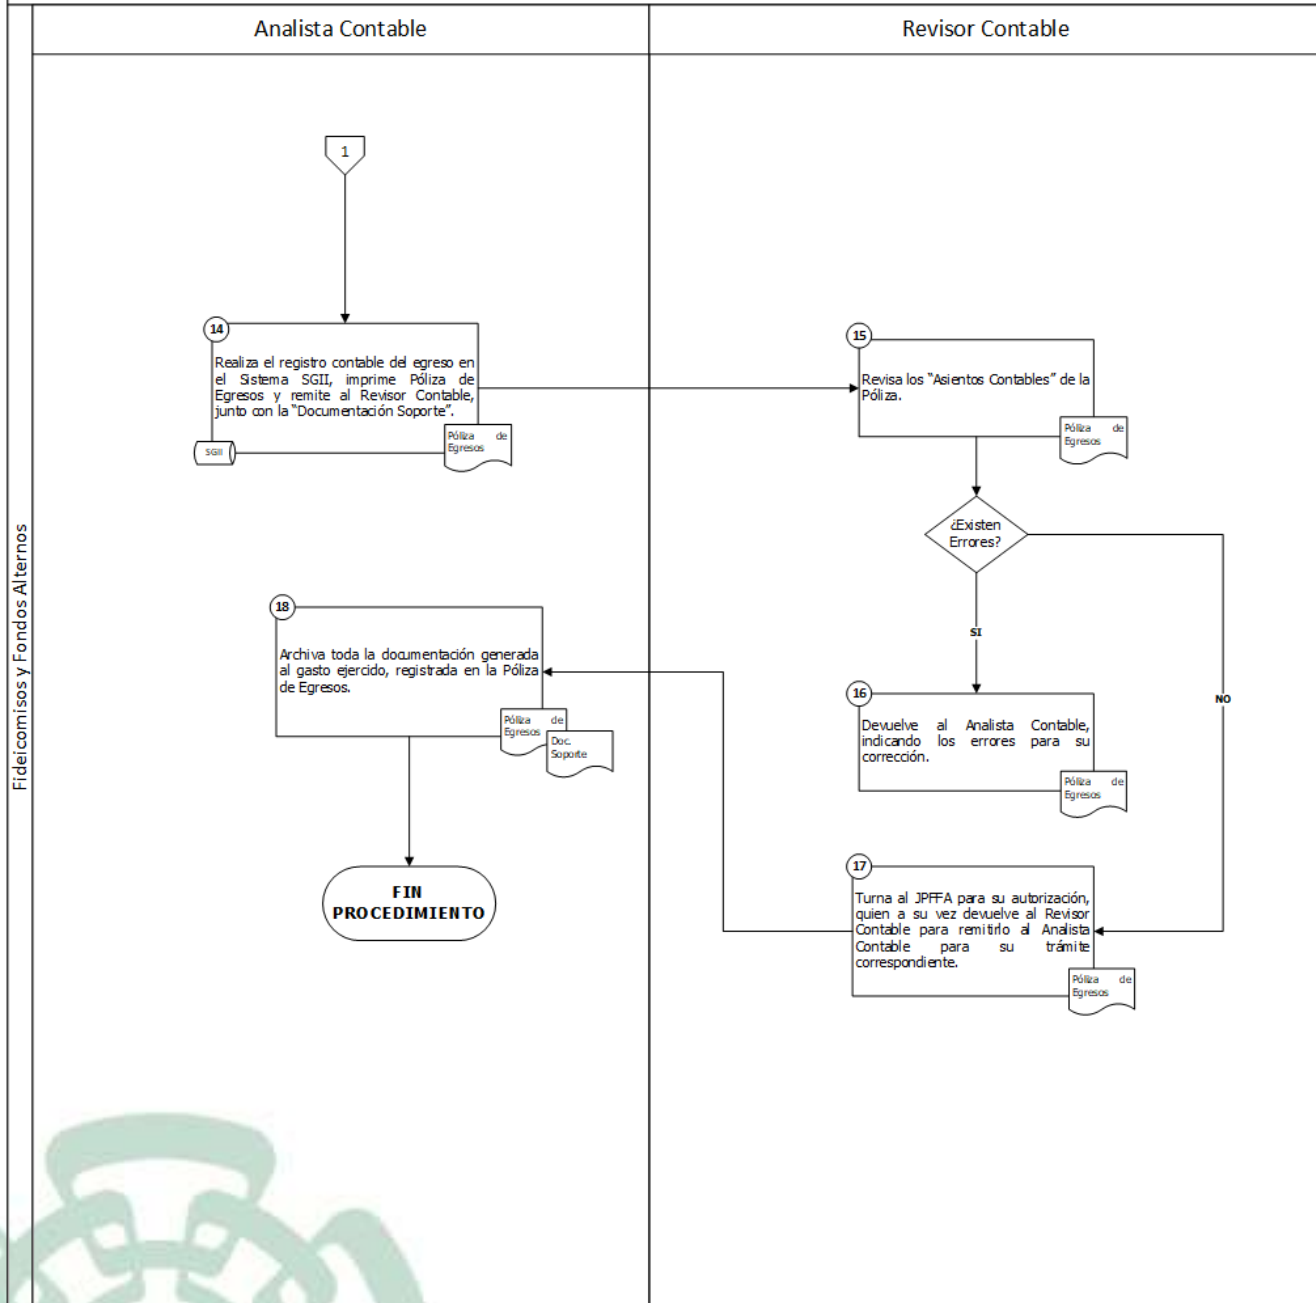 Analista Contable
Revisor Contable
Fideicomisos y Fondos Alternos
1
14
Realiza el registro contable del egreso en
el Sistema SGII, imprime Póliza de
Egresos y remite al Revisor Contable,
junto con la “Documentación Soporte”.
SGII
Póliza de
Egresos
15
Revisa los “Asientos Contables” de la
Póliza.
Póliza de
Egresos
¿Existen
Errores?
SI
NO
16
Devuelve al Analista Contable,
indicando los errores para su
corrección.
Póliza de
Egresos
17
Turna al JPFFA para su autorización,
quien a su vez devuelve al Revisor
Contable para remitirlo al Analista
Contable para su trámite
correspondiente.
Póliza de
Egresos
18
Archiva toda la documentación generada
al gasto ejercido, registrada en la Póliza
de Egresos.
Póliza de
Egresos
Doc.
Soporte
FIN
PROCEDIMIENTO